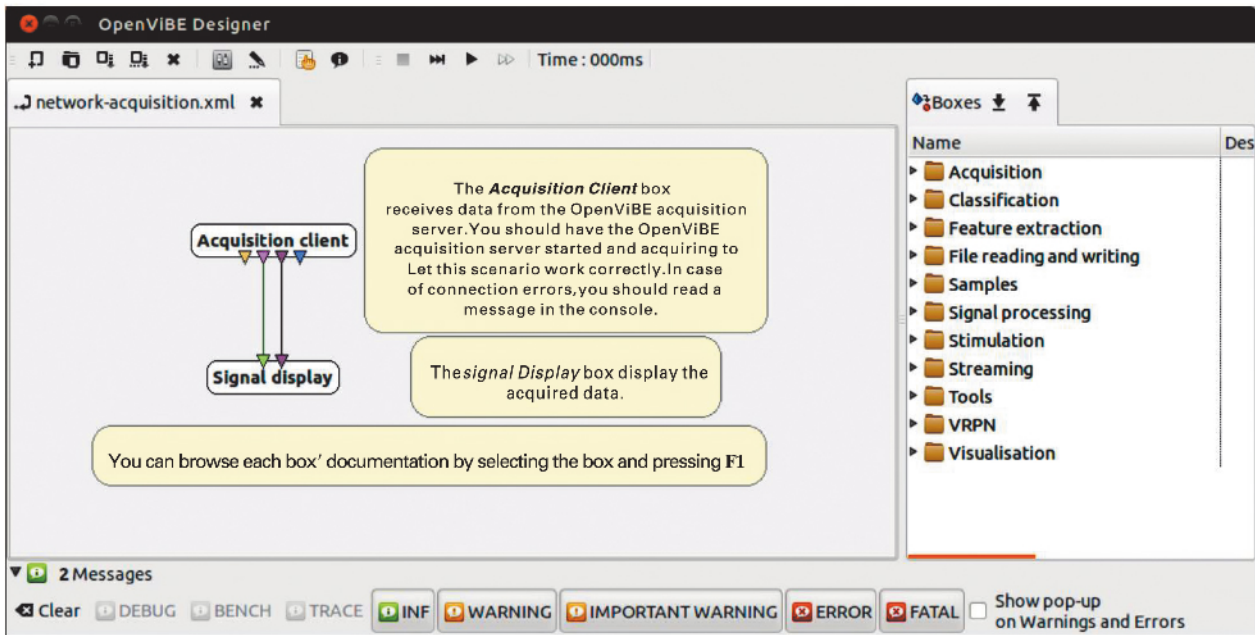 OpenViBE Designer
Time : 000ms
network-acquisition.xml
Boxes
Name Des
Acquisition
Classification
Feature extraction
File reading and writing
Samples
Signal processing
Stimulation
Streaming
Tools
VRPN
Visualisation
Acquisition client
Signal display
The Acquisition Client box
receives data from the OpenViBE acquisition
server.You should have the OpenViBE
acquisition server started and acquiring to
Let this scenario work correctly.In case
of connection errors,you should read a
message in the console.
Thesignal Display box display the
acquired data.
You can browse each box’ documentation by selecting the box and pressing F1
2 Messages
Clear DEBUG BENCH TRACE INF WARNING IMPORTANT WARNING ERROR FATAL
Show pop-up
on Warnings and Errors